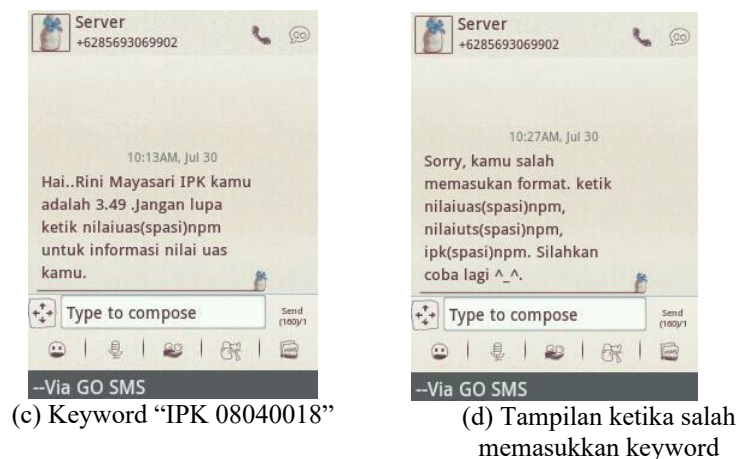 Server
+6285693069902
10:13AM, Jul 30
Hai..Rini Mayasari IPK kamu
adalah 3.49 .Jangan lupa
ketik nilaiuas(spasi)npm
untuk informasi nilai uas
kamu.
Type to compose
Send
(160)/1
--Via GO SMS
(c) Keyword “IPK 08040018”
Server
+6285693069902
10:27AM, Jul 30
Sorry, kamu salah
memasukan format. ketik
nilaiuas(spasi)npm,
nilaiuts(spasi)npm,
ipk(spasi)npm. Silahkan
coba lagi ^_^.
Type to compose
Send
(160)/1
--Via GO SMS
(d) Tampilan ketika salah
memasukkan keyword